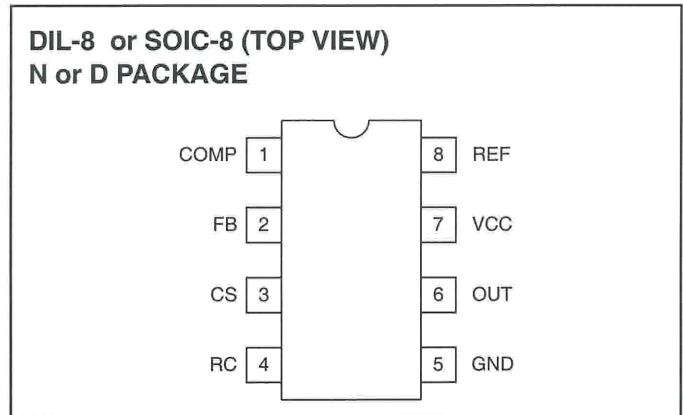 DIL-8 or SOIC-8 (TOP VIEW)
N or D PACKAGE
COMP 1 8 REF
FB 2 7 VCC
CS 3 6 OUT
RC 4 5 GND